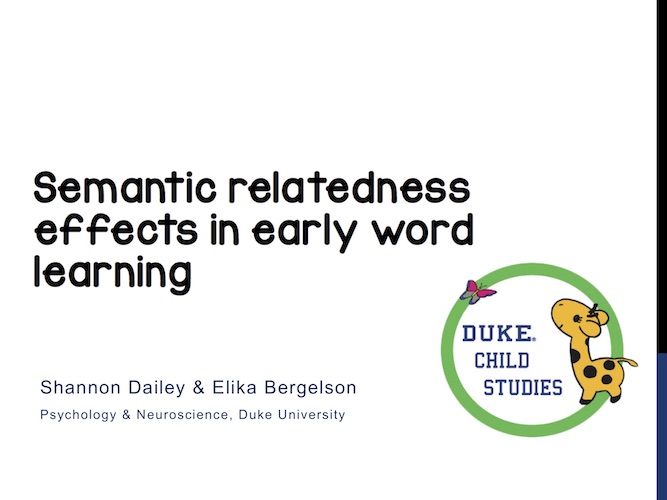 Semantic relatedness
effects in early word
learning
Shannon Dailey & Elika Bergelson
Psychology & Neuroscience, Duke University
DUKE®
CHILD
STUDIES